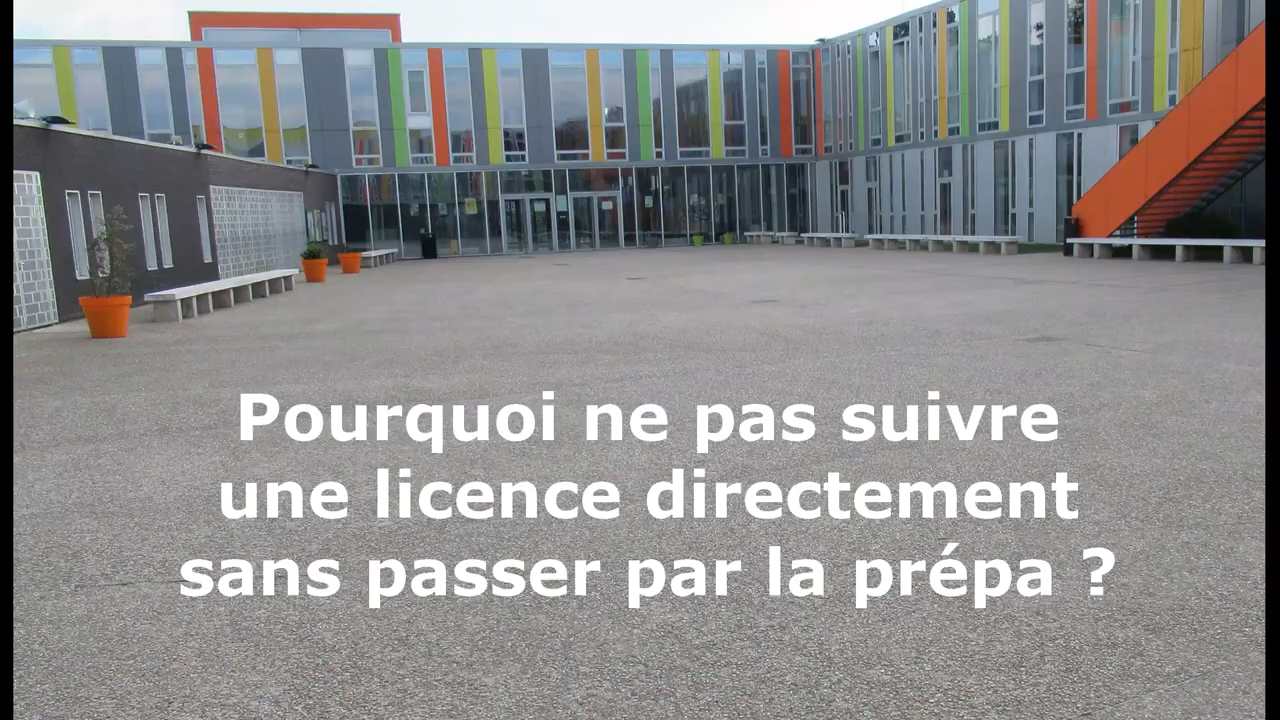 Pourquoi ne pas suivre
une licence directement
sans passer par la prépa ?